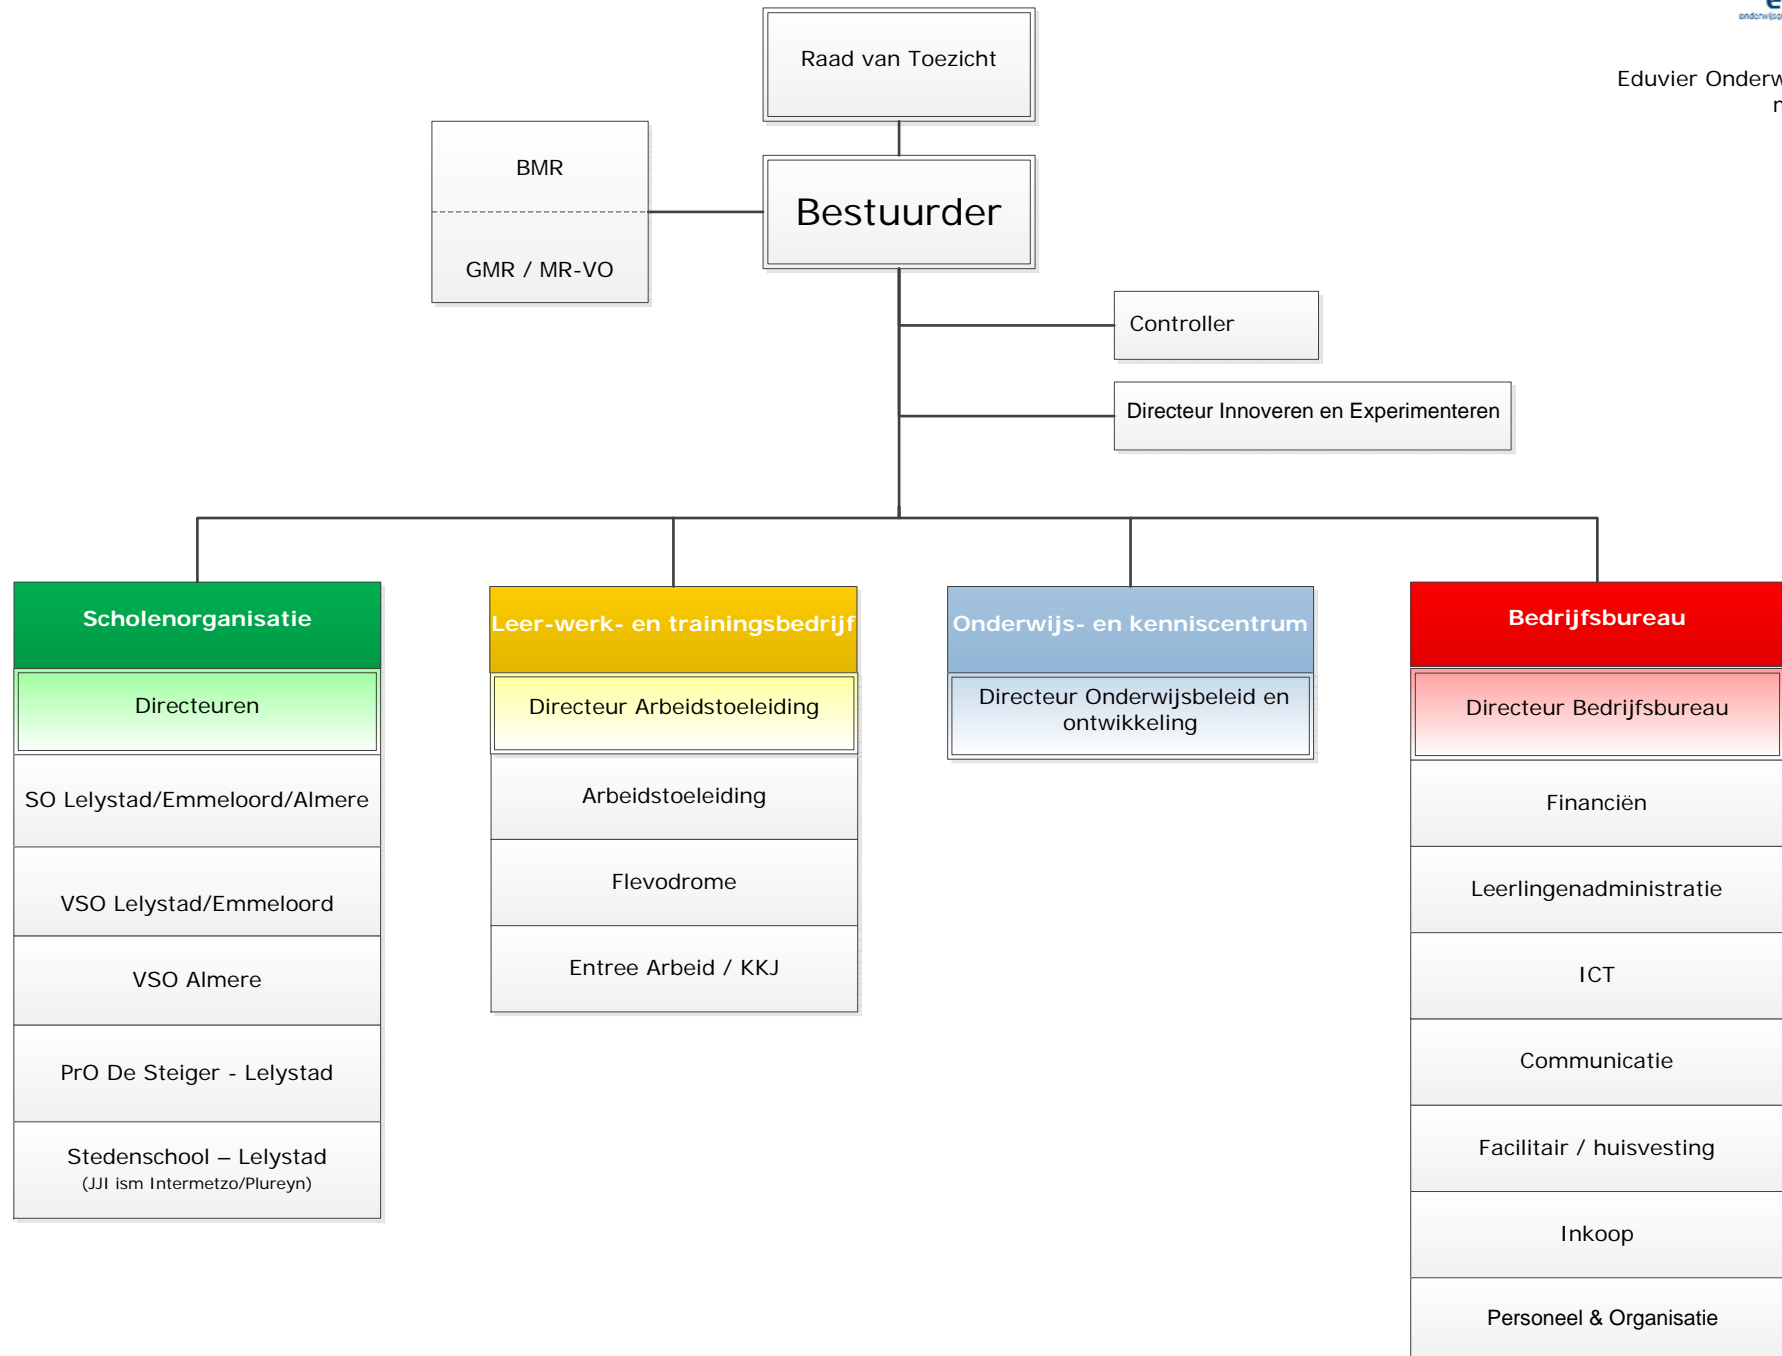 Raad van Toezicht
Eduvier
BMR
GMR / MR-VO
Bestuurder
Controller
Directeur Innoveren en Experimenteren
Scholenorganisatie
Directeuren
SO Lelystad/Emmeloord/Almere
VSO Lelystad/Emmeloord
VSO Almere
PrO De Steiger - Lelystad
Stedenschool – Lelystad
(JJI ism Intermetzo/Plureyn)
Leer-werk- en trainingsbedrijf
Directeur Arbeidstoeleiding
Arbeidstoeleiding
Flevodrome
Entree Arbeid / KKJ
Onderwijs- en kenniscentrum
Directeur Onderwijsbeleid en
ontwikkeling
Bedrijfsbureau
Directeur Bedrijfsbureau
Financiën
Leerlingenadministratie
ICT
Communicatie
Facilitair / huisvesting
Inkoop
Personeel & Organisatie